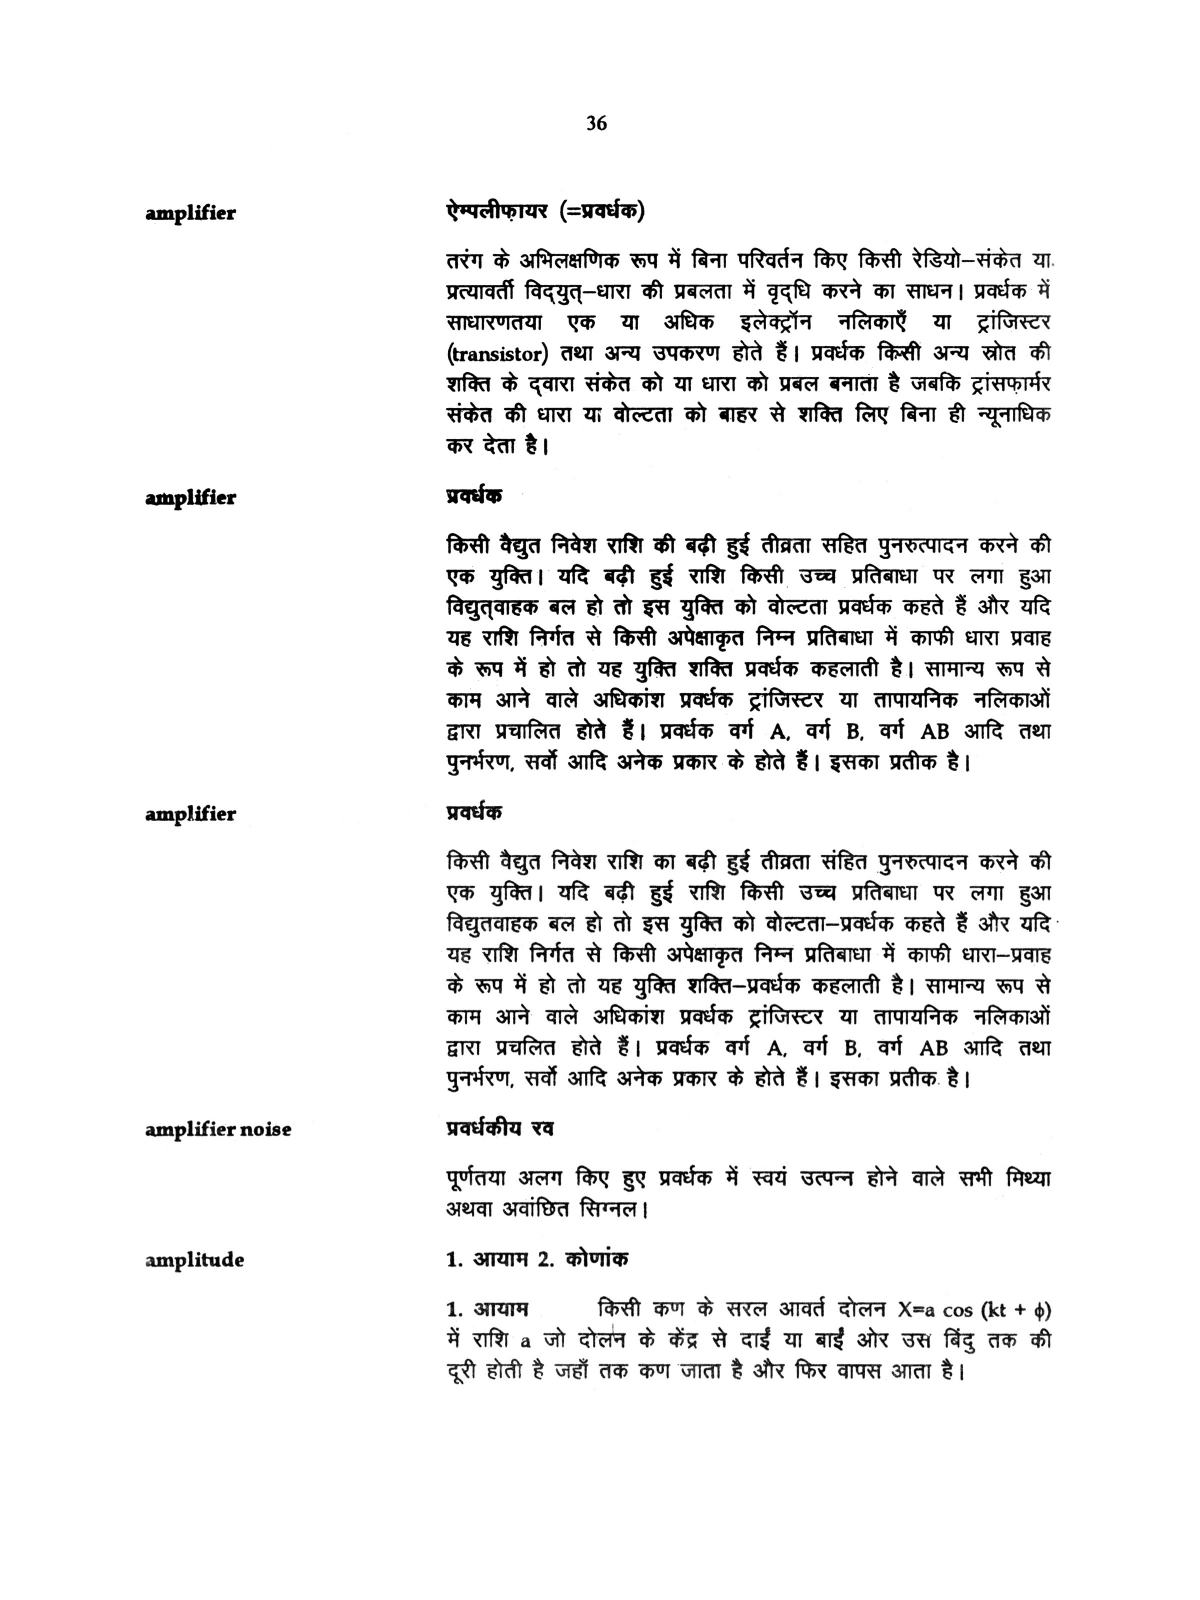 36
amplifier ऐम्पलीफ़ायर (=प्रवर्धक)
तरंग के अभिलक्षणिक रूप में बिना परिवर्तन किए किसी रेडियो–संकेत या
प्रत्यावर्ती विद्‌युत्–धारा की प्रबलता में वृद्‌धि करने का साधन। प्रवर्धक में
साधारणतया एक या अधिक इलेक्ट्रॉन नलिकाएँ या ट्रांजिस्टर
(transistor) तथा अन्य उपकरण होते हैं। प्रवर्धक किसी अन्य स्रोत की
शक्ति के द्‌वारा संकेत को या धारा को प्रबल बनाता है जबकि ट्रांसफार्मर
संकेत की धारा या वोल्टता को बाहर से शक्ति लिए बिना ही न्यूनाधिक
कर देता है।
amplifier प्रवर्धक
किसी वैद्युत निवेश राशि की बढ़ी हुई तीव्रता सहित पुनरुत्पादन करने की
एक युक्ति। यदि बढ़ी हुई राशि किसी उच्च प्रतिबाधा पर लगा हुआ
विद्युत्‌वाहक बल हो तो इस युक्ति को वोल्टता प्रवर्धक कहते हैं और यदि
यह राशि निर्गत से किसी अपेक्षाकृत निम्न प्रतिबाधा में काफी धारा प्रवाह
के रूप में हो तो यह युक्ति शक्ति प्रवर्धक कहलाती है। सामान्य रूप से
काम आने वाले अधिकांश प्रवर्धक ट्रांजिस्टर या तापायनिक नलिकाओं
द्वारा प्रचालित होते हैं। प्रवर्धक वर्ग A, वर्ग B, वर्ग AB आदि तथा
पुनर्भरण, सर्वो आदि अनेक प्रकार के होते हैं। इसका प्रतीक है।
amplifier प्रवर्धक
किसी वैद्युत निवेश राशि का बढ़ी हुई तीव्रता संहित पुनरुत्पादन करने की
एक युक्ति। यदि बढ़ी हुई राशि किसी उच्च प्रतिबाधा पर लगा हुआ
विद्युतवाहक बल हो तो इस युक्ति को वोल्टता–प्रवर्धक कहते हैं और यदि
यह राशि निर्गत से किसी अपेक्षाकृत निम्न प्रतिबाधा में काफी धारा–प्रवाह
के रूप में हो तो यह युक्ति शक्ति–प्रवर्धक कहलाती है। सामान्य रूप से
काम आने वाले अधिकांश प्रवर्धक ट्रांजिस्टर या तापायनिक नलिकाओं
द्वारा प्रचलित होते हैं। प्रवर्धक वर्ग A, वर्ग B, वर्ग AB आदि तथा
पुनर्भरण, सर्वो आदि अनेक प्रकार के होते हैं। इसका प्रतीक है।
amplifier noise प्रवर्धकीय रव
पूर्णतया अलग किए हुए प्रवर्धक में स्वयं उत्पन्न होने वाले सभी मिथ्या
अथवा अवांछित सिग्नल।
amplitude 1. आयाम 2. कोणांक
1. आयाम किसी कण के सरल आवर्त दोलन X=a cos (kt + ϕ)
में राशि a जो दोलन के केंद्र से दाईं या बाईं ओर उस बिंदु तक की
दूरी होती है जहाँ तक कण जाता है और फिर वापस आता है।